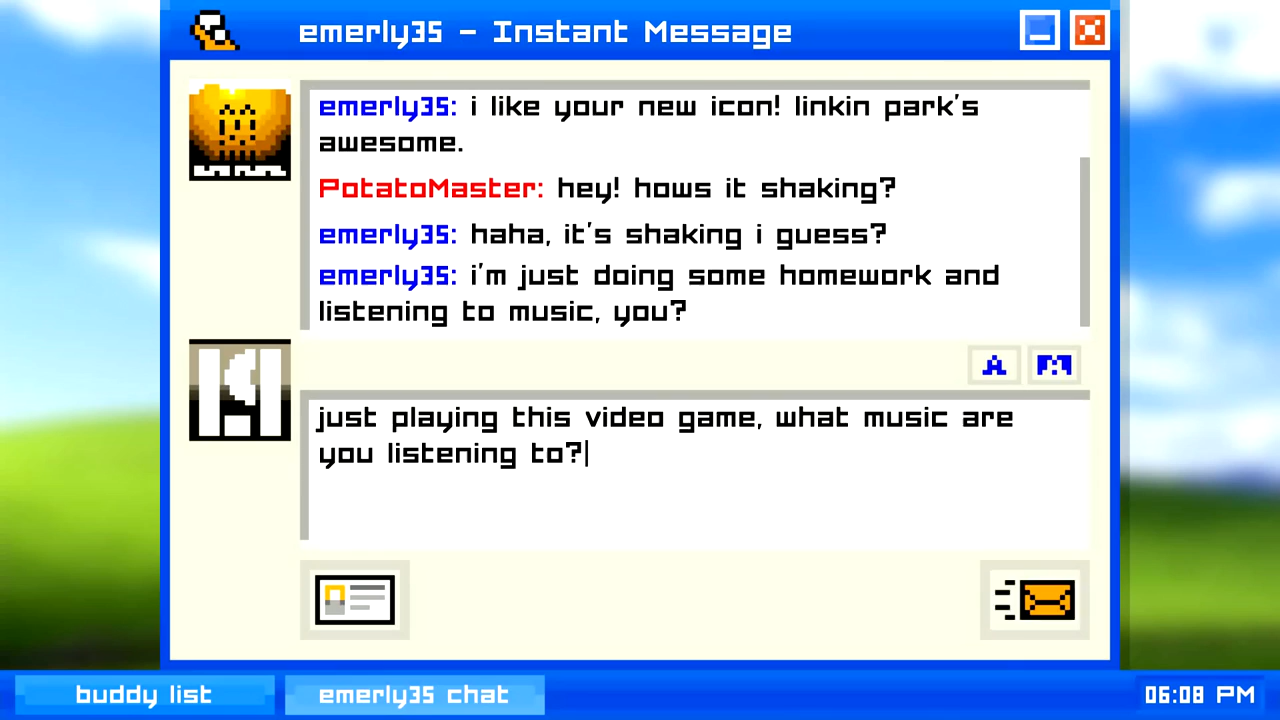 emerly35 - Instant Message
emerly35: i like your new icon! linkin park's
awesome.
PotatoMaster: hey! hows it shaking?
emerly35: haha, it's shaking i guess?
emerly35: i'm just doing some homework and
listening to music, you?
A
just playing this video game, what music are
you listening to?
buddy list
emerly35 chat
06:08 PM